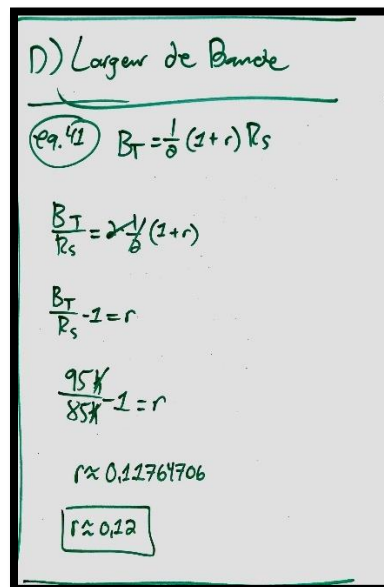 D) Largeur de Bande
eq.41 B_T = 1/2 (1+r) R_S
B_T/R_S = 2·1/2 (1+r)
B_T/R_S - 1 = r
95k/85k - 1 = r
r ≈ 0,11764706
r ≈ 0,12